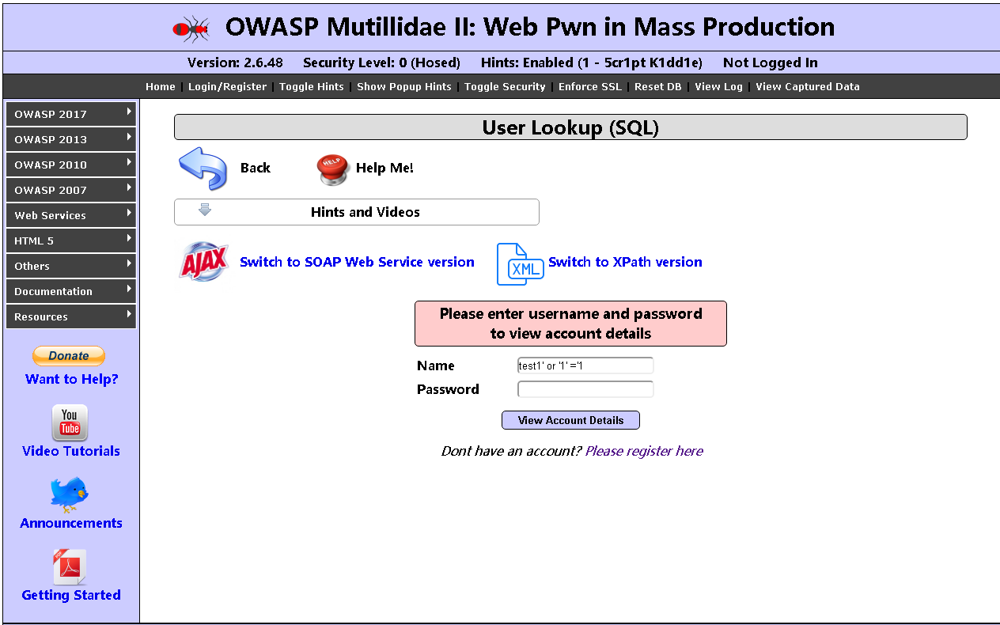 OWASP Mutillidae II: Web Pwn in Mass Production
Version: 2.6.48 Security Level: 0 (Hosed) Hints: Enabled (1 - 5cr1pt K1dd1e) Not Logged In
Home | Login/Register | Toggle Hints | Show Popup Hints | Toggle Security | Enforce SSL | Reset DB | View Log | View Captured Data
OWASP 2017
OWASP 2013
OWASP 2010
OWASP 2007
Web Services
HTML 5
Others
Documentation
Resources
Donate
Want to Help?
You
Tube
Video Tutorials
Announcements
PDF
Getting Started
User Lookup (SQL)
Back
HELP
Help Me!
Hints and Videos
AJAX
Switch to SOAP Web Service version
XML
Switch to XPath version
Please enter username and password
to view account details
Name
test1' or '1' ='1
Password
View Account Details
Dont have an account? Please register here